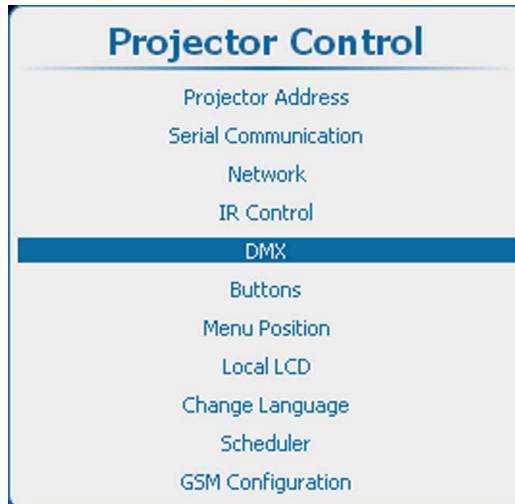 Projector Control
Projector Address
Serial Communication
Network
IR Control
DMX
Buttons
Menu Position
Local LCD
Change Language
Scheduler
GSM Configuration